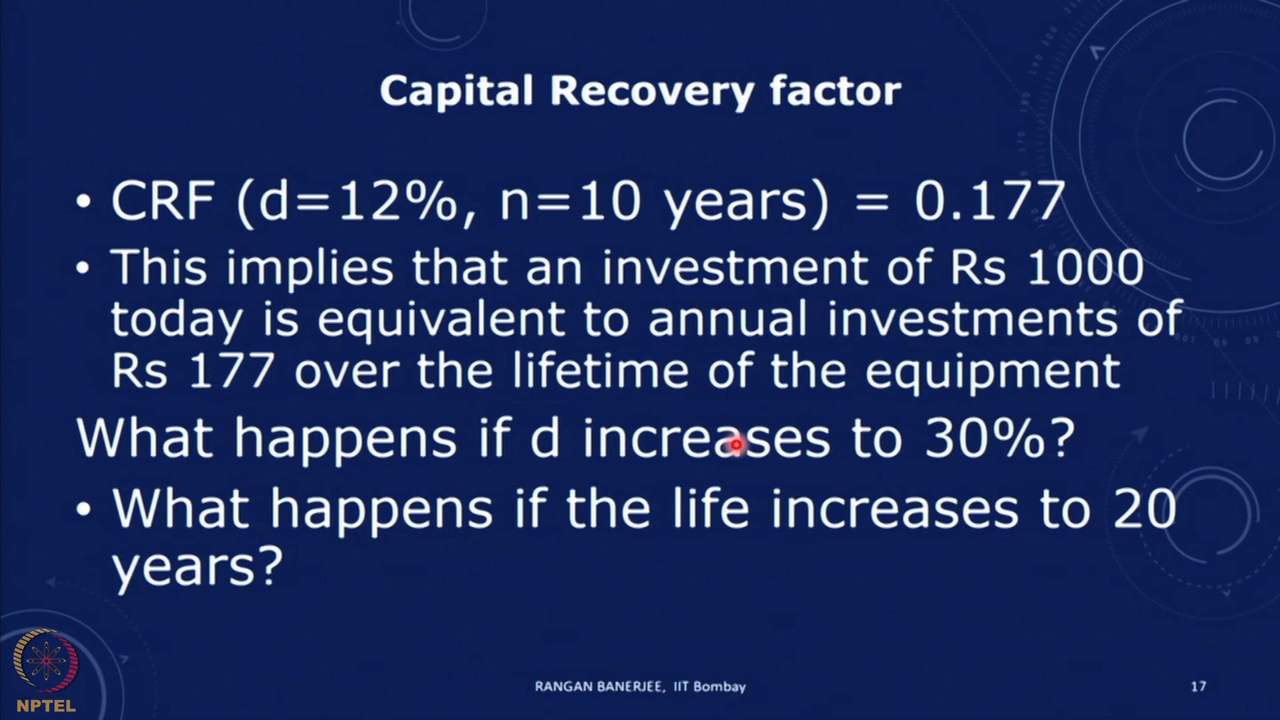 Capital Recovery factor
• CRF (d=12%, n=10 years) = 0.177
• This implies that an investment of Rs 1000
today is equivalent to annual investments of
Rs 177 over the lifetime of the equipment
What happens if d increases to 30%?
• What happens if the life increases to 20
years?
NPTEL
RANGAN BANERJEE, IIT Bombay
17